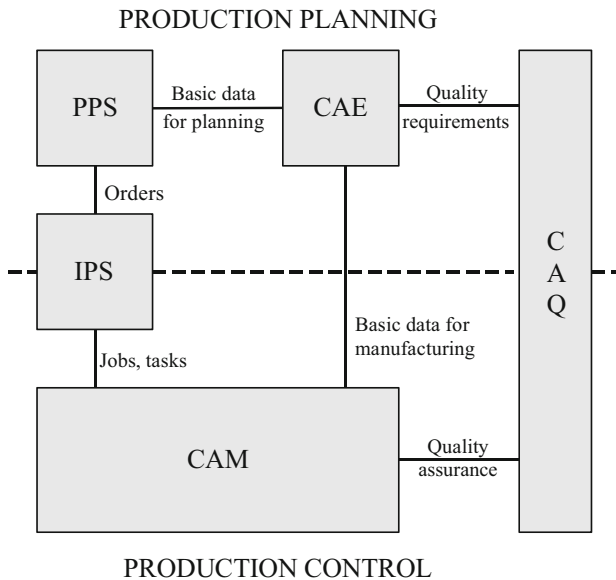 PRODUCTION PLANNING
PPS
Basic data
for planning
CAE
Quality
requirements
Orders
IPS
C
A
Q
Basic data for
manufacturing
Jobs, tasks
CAM
Quality
assurance
PRODUCTION CONTROL